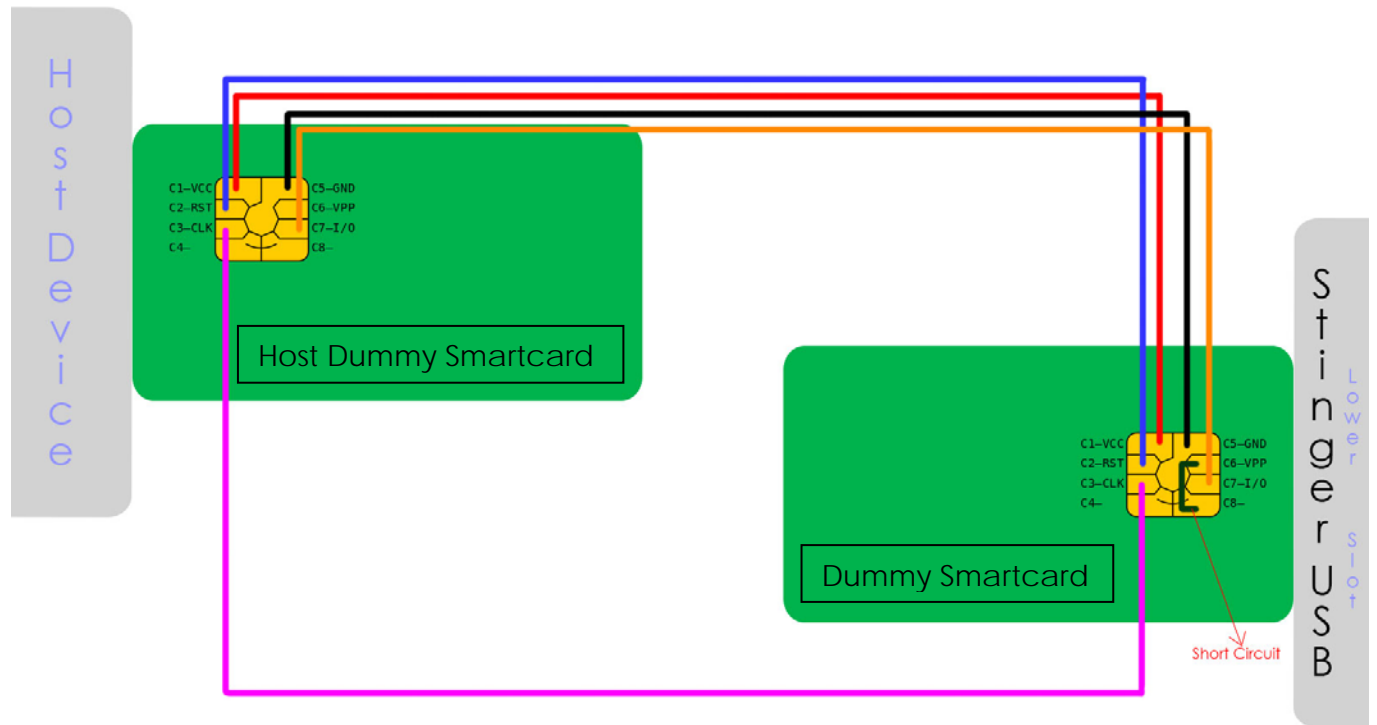 Host Device
C1-VCC
C2-RST
C3-CLK
C4-
C5-GND
C6-VPP
C7-I/O
C8-
Host Dummy Smartcard
C1-VCC
C2-RST
C3-CLK
C4-
C5-GND
C6-VPP
C7-I/O
C8-
Dummy Smartcard
Short Circuit
Stinger USB
Lower Slot